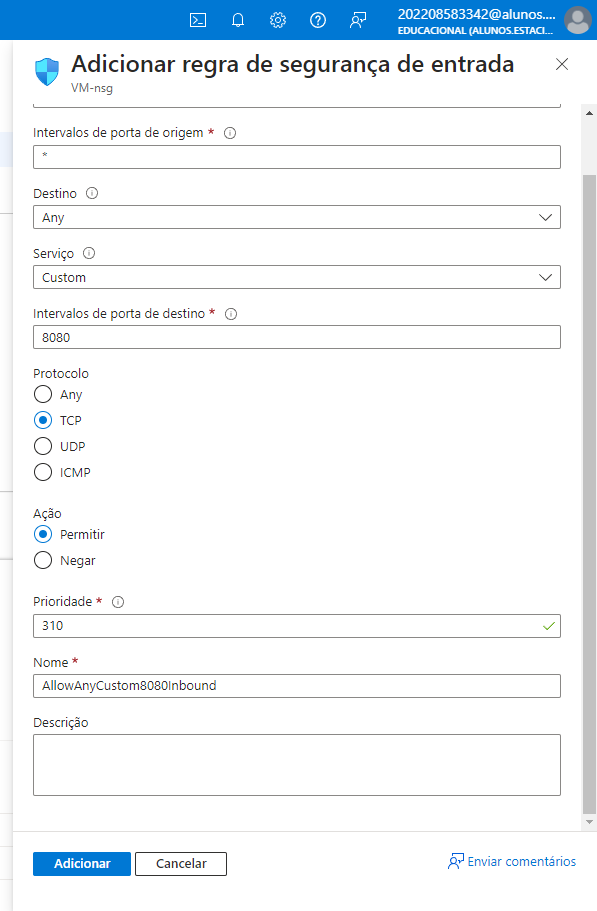 202208583342@alunos....
EDUCACIONAL (ALUNOS.ESTACI...
Adicionar regra de segurança de entrada
VM-nsg
Intervalos de porta de origem *
*
Destino
Any
Serviço
Custom
Intervalos de porta de destino *
8080
Protocolo
Any
TCP
UDP
ICMP
Ação
Permitir
Negar
Prioridade *
310
Nome *
AllowAnyCustom8080Inbound
Descrição
Adicionar Cancelar Enviar comentários